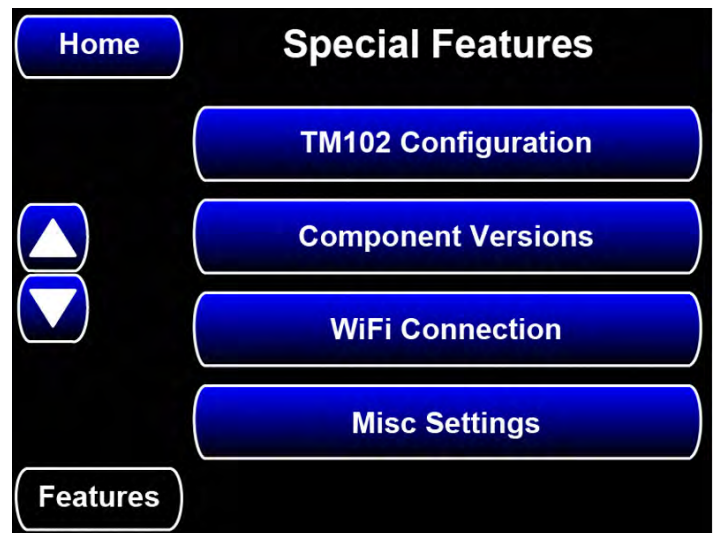 Home
Special Features
TM102 Configuration
Component Versions
WiFi Connection
Misc Settings
Features